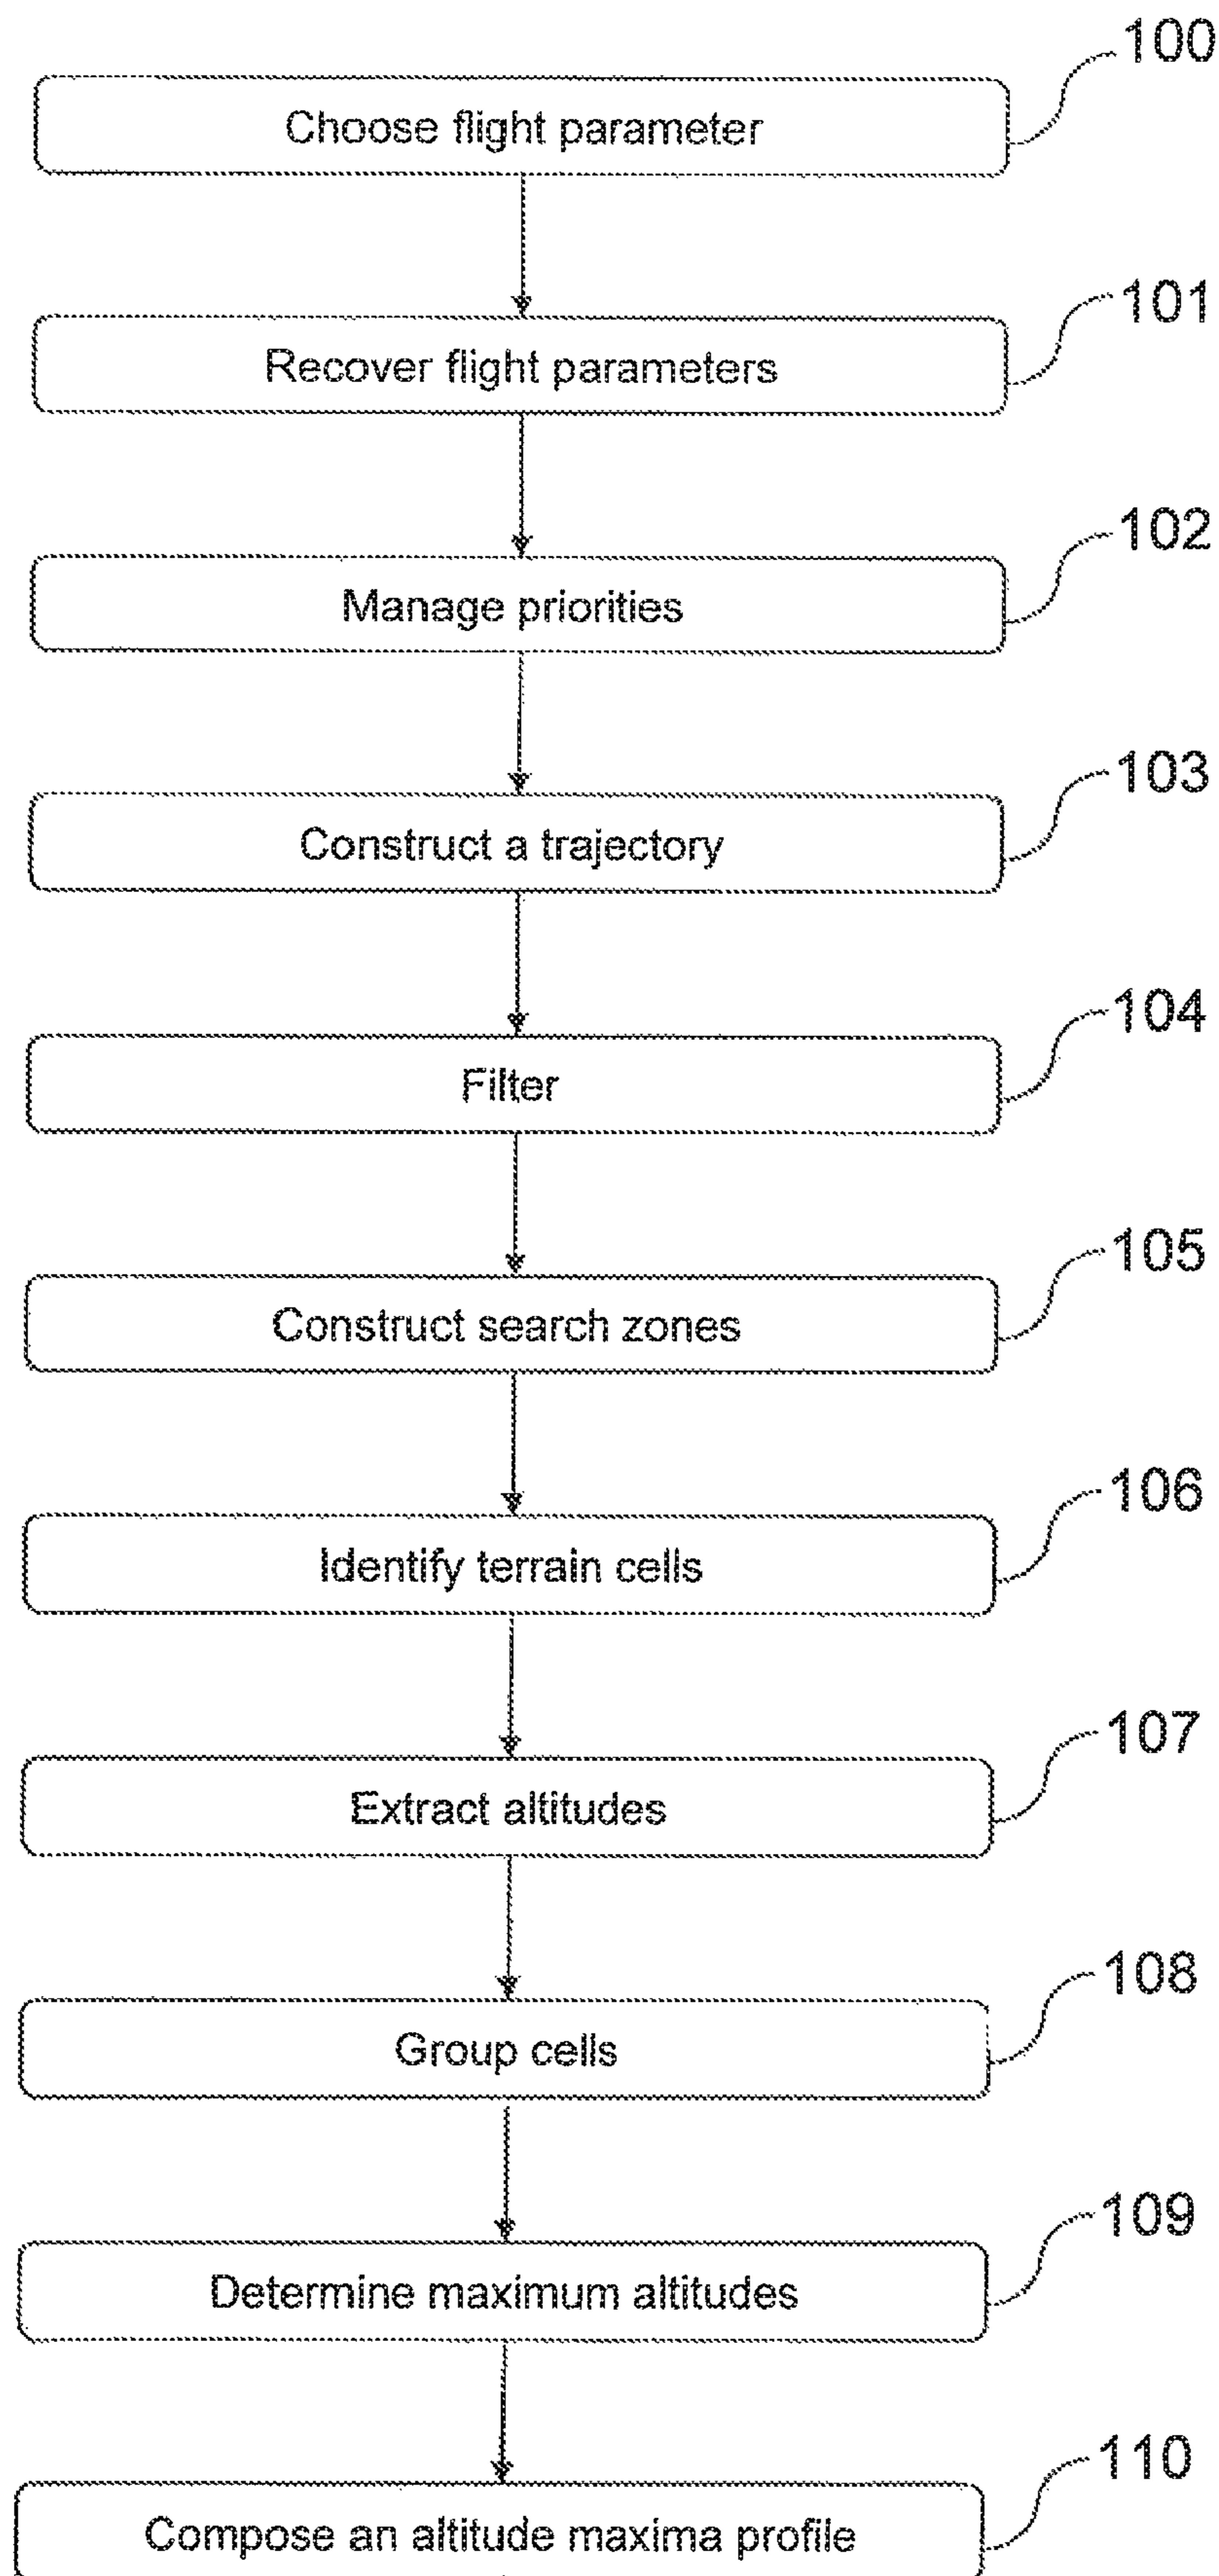 100
Choose flight parameter
101
Recover flight parameters
102
Manage priorities
103
Construct a trajectory
104
Filter
105
Construct search zones
106
Identify terrain cells
107
Extract altitudes
108
Group cells
109
Determine maximum altitudes
110
Compose an altitude maxima profile